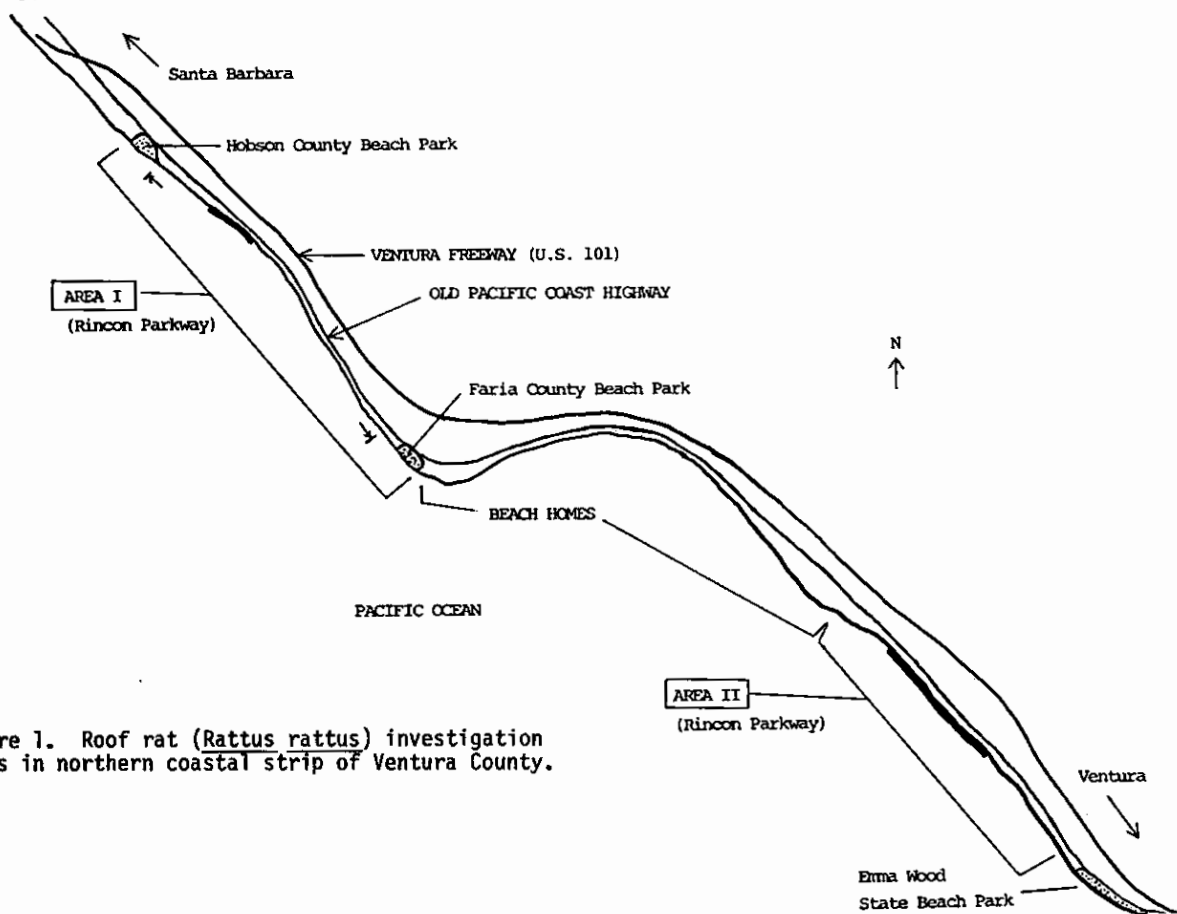 Santa Barbara
Hobson County Beach Park
VENTURA FREEWAY (U.S. 101)
AREA I
(Rincon Parkway)
OLD PACIFIC COAST HIGHWAY
N
Faria County Beach Park
BEACH HOMES
PACIFIC OCEAN
AREA II
(Rincon Parkway)
re 1. Roof rat (Rattus rattus) investigation
s in northern coastal strip of Ventura County.
Ventura
Emma Wood
State Beach Park